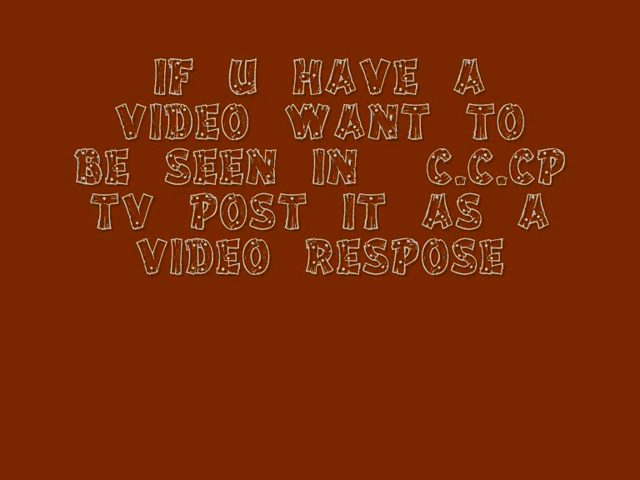 IF U HAVE A
VIDEO WANT TO
BE SEEN IN C.C.CP
TV POST IT AS A
VIDEO RESPOSE